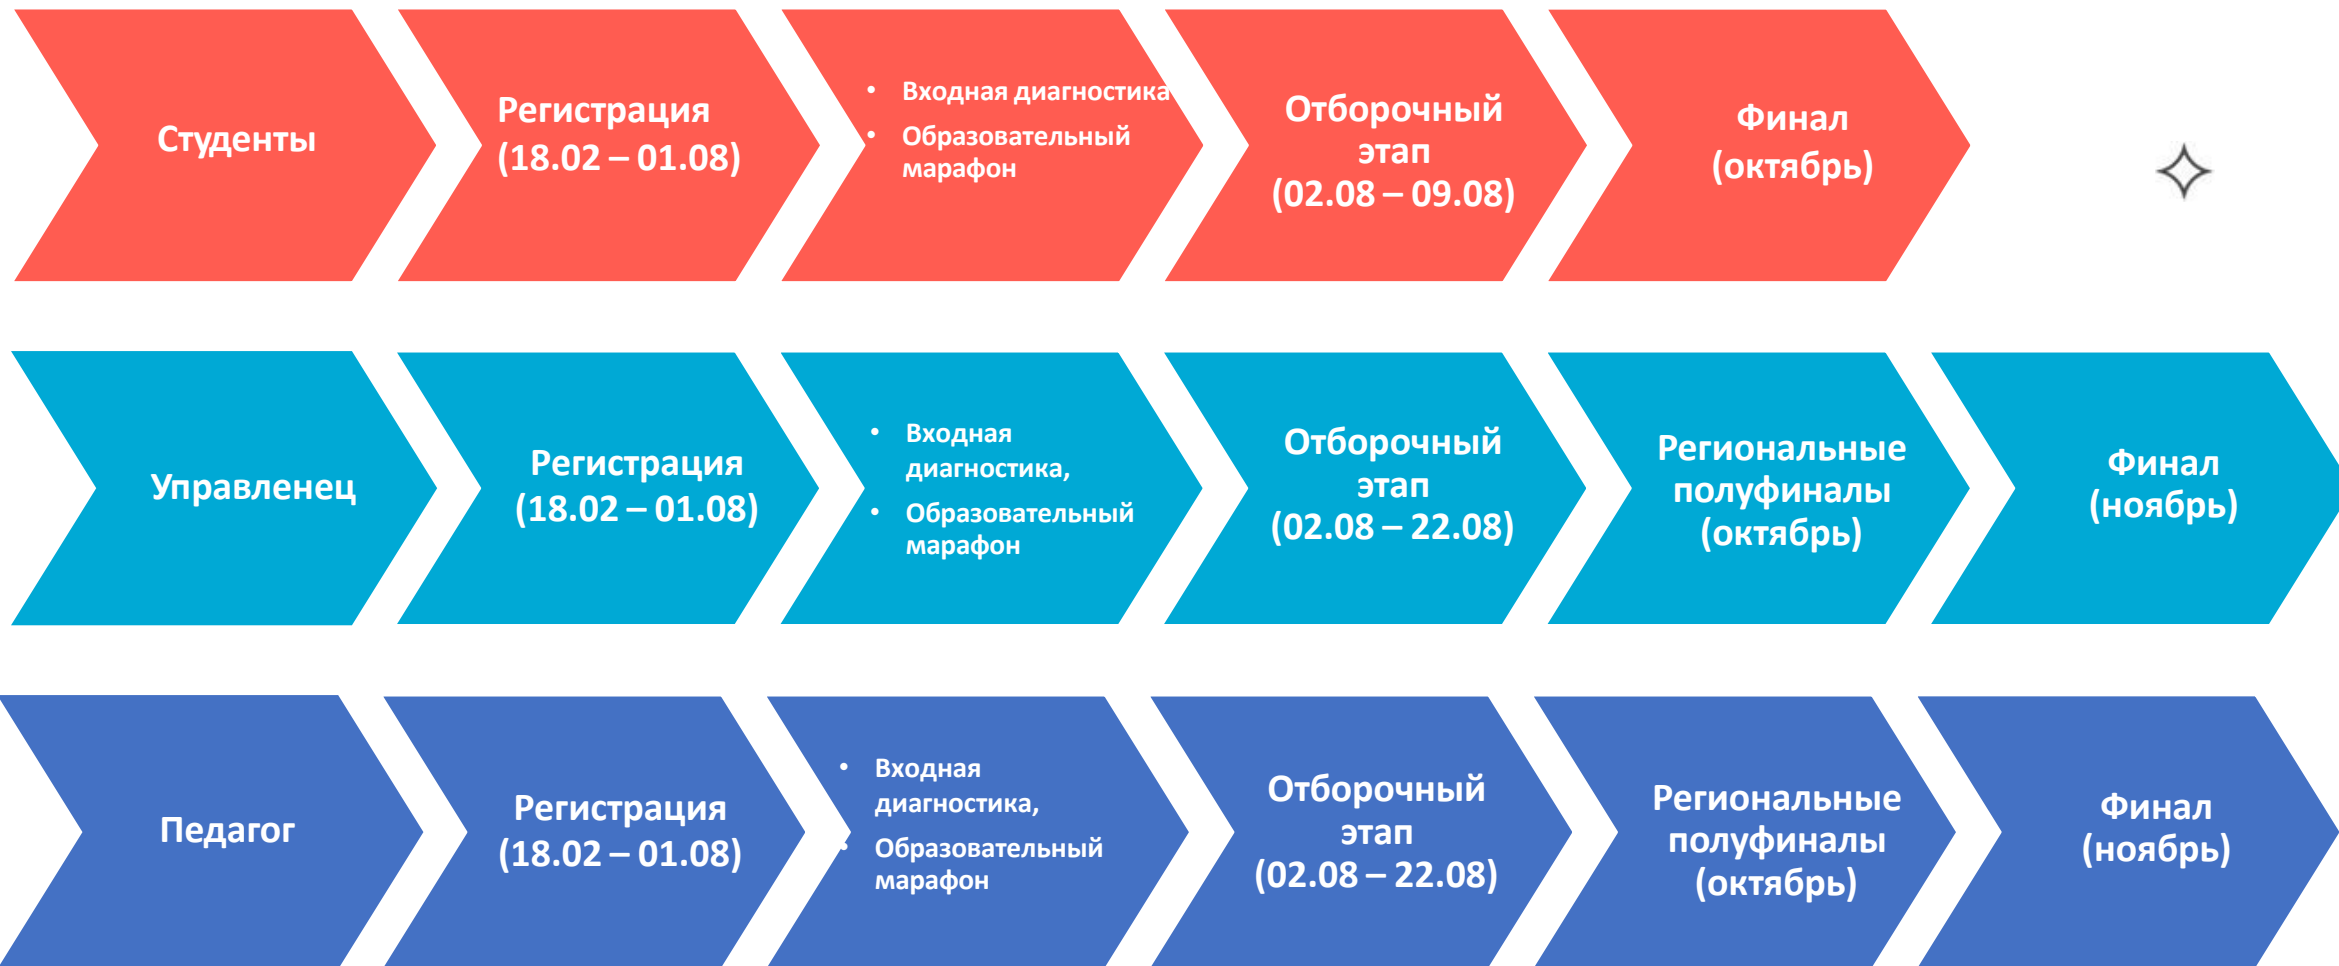 Студенты
Регистрация
(18.02 – 01.08)
• Входная диагностика
• Образовательный
марафон
Отборочный
этап
(02.08 – 09.08)
Финал
(октябрь)
Управленец
Регистрация
(18.02 – 01.08)
• Входная
диагностика,
• Образовательный
марафон
Отборочный
этап
(02.08 – 22.08)
Региональные
полуфиналы
(октябрь)
Финал
(ноябрь)
Педагог
Регистрация
(18.02 – 01.08)
• Входная
диагностика,
• Образовательный
марафон
Отборочный
этап
(02.08 – 22.08)
Региональные
полуфиналы
(октябрь)
Финал
(ноябрь)